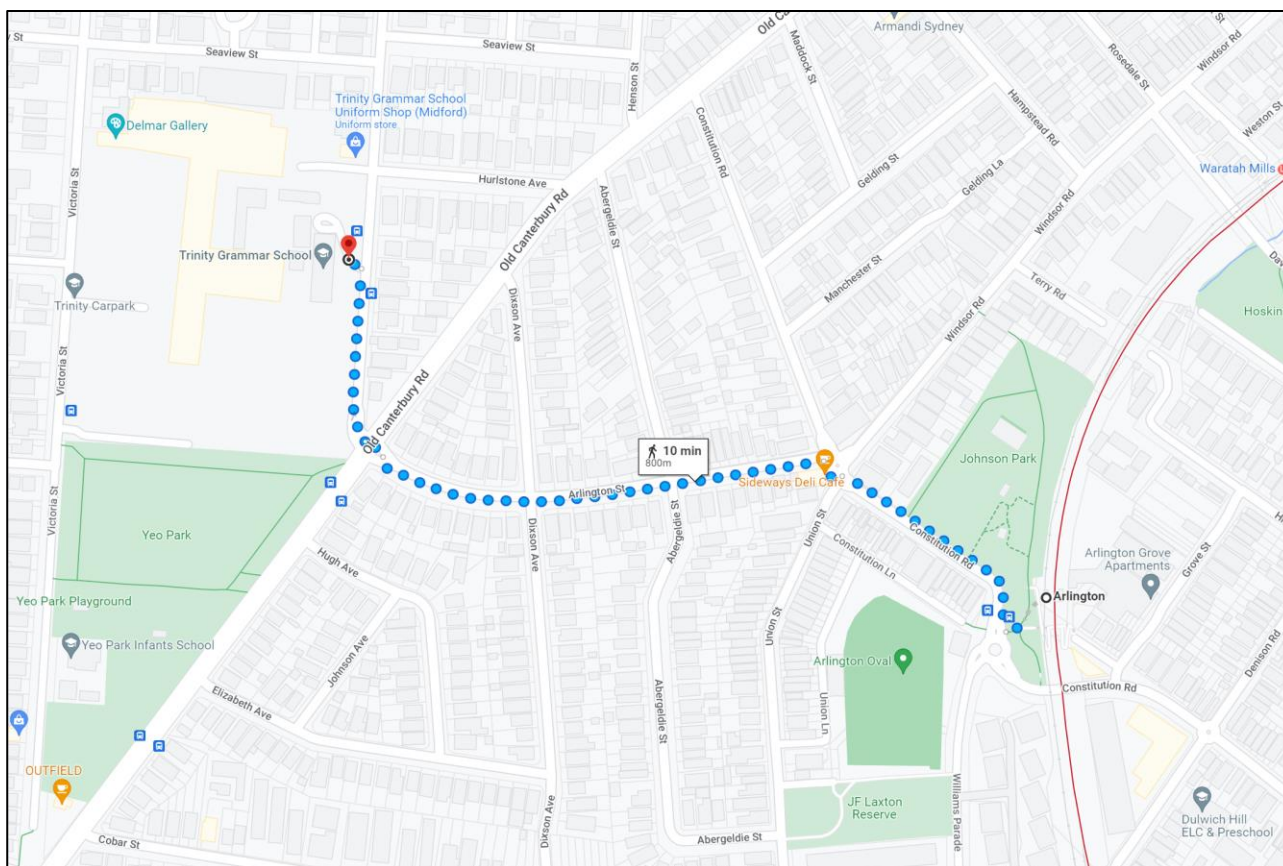 Armandi Sydney
Old Ca
Seaview St
Seaview St
Maddock St
Rosedale St
Windsor Rd
Henson St
Trinity Grammar School
Uniform Shop (Midford)
Uniform store
Delmar Gallery
Constitution Rd
Hampstead Rd
Weston St
Waratah Mills
Victoria St
Hurlstone Ave
Gelding St
Gelding La
Abergeldie St
Old Canterbury Rd
Windsor Rd
Trinity Grammar School
Manchester St
Terry Rd
Trinity Carpark
Dixson Ave
Hoskin
Windsor Rd
Victoria St
Old Canterbury Rd
10 min
800m
Johnson Park
Sideways Deli Cafe
Arlington St
Abergeldie St
Union St
Constitution Rd
Victoria St
Yeo Park
Dixson Ave
Constitution Ln
Arlington Grove
Apartments
Grove St
Hugh Ave
Arlington
Yeo Park Playground
Yeo Park Infants School
Johnson Ave
Union St
Arlington Oval
Denison Rd
Elizabeth Ave
Abergeldie St
Union Ln
Constitution Rd
OUTFIELD
Dixson Ave
JF Laxton
Reserve
Williams Parade
Cobar St
Abergeldie St
Dulwich Hill
ELC & Preschool